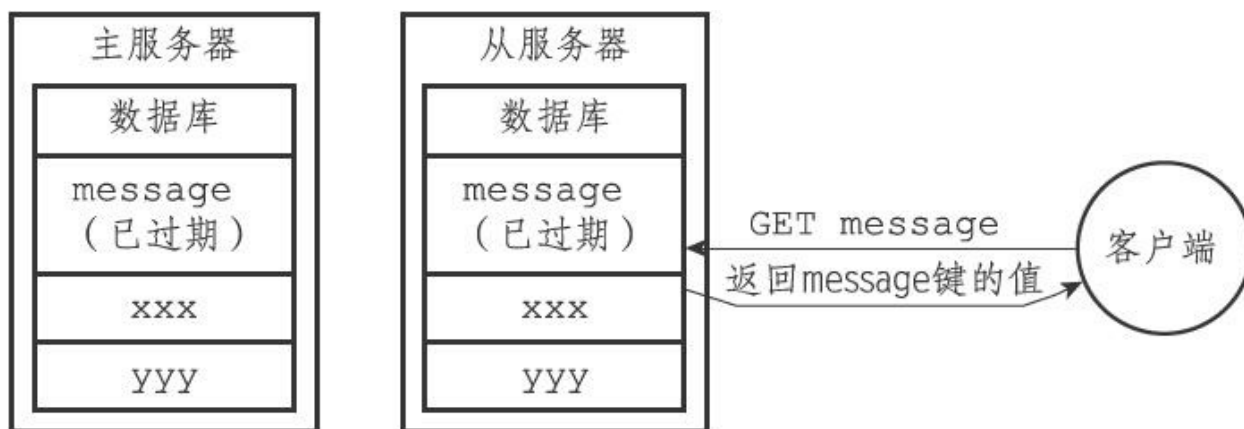 主服务器
数据库
message
（已过期）
xxx
yyy
从服务器
数据库
message
（已过期）
xxx
yyy
GET message
返回message键的值
客户端